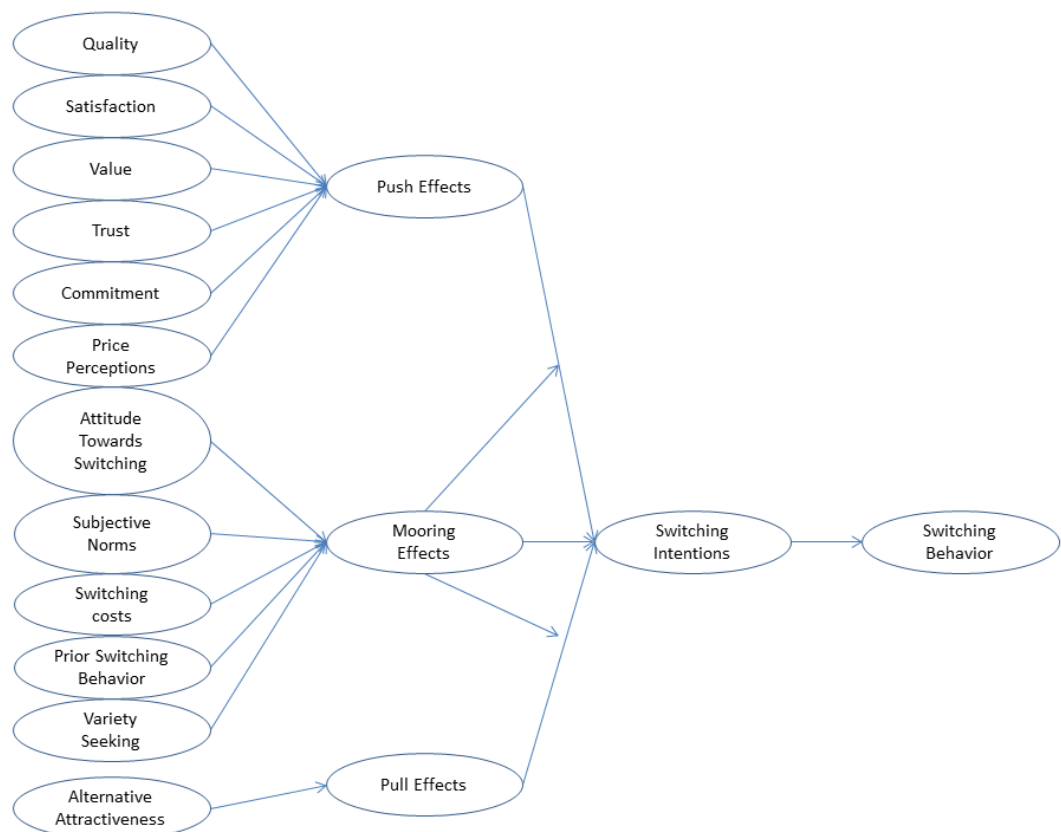 Quality
Satisfaction
Value
Trust
Commitment
Price
Perceptions
Attitude
Towards
Switching
Subjective
Norms
Switching
costs
Prior Switching
Behavior
Variety
Seeking
Alternative
Attractiveness
Push Effects
Mooring
Effects
Pull Effects
Switching
Intentions
Switching
Behavior